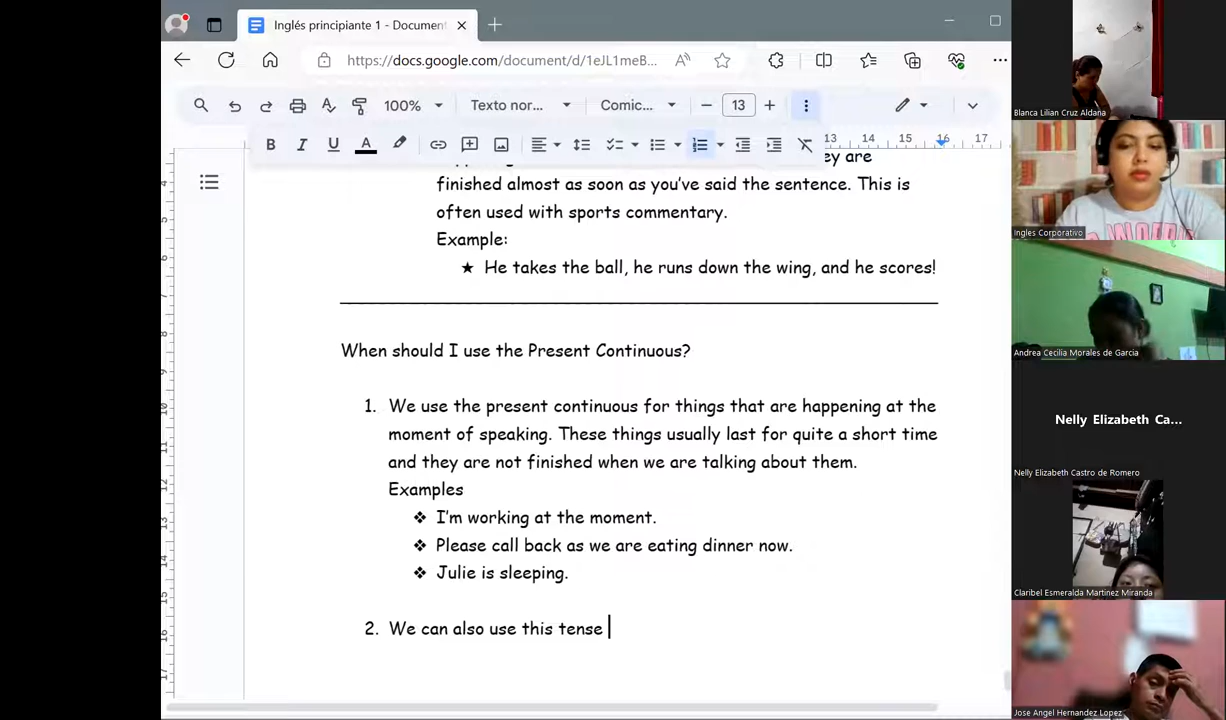 Inglés principiante 1 - Document
https://docs.google.com/document/d/1eJL1meB...
100%
Texto nor...
Comic...
13
13 14 15 16 17
finished almost as soon as you've said the sentence. This is
often used with sports commentary.
Example:
★ He takes the ball, he runs down the wing, and he scores!
When should I use the Present Continuous?
1. We use the present continuous for things that are happening at the
moment of speaking. These things usually last for quite a short time
and they are not finished when we are talking about them.
Examples
❖ I'm working at the moment.
❖ Please call back as we are eating dinner now.
❖ Julie is sleeping.
2. We can also use this tense
Blanca Lilian Cruz Aldana
Ingles Corporativo
Andrea Cecilia Morales de Garcia
Nelly Elizabeth Ca...
Nelly Elizabeth Castro de Romero
Claribel Esmeralda Martinez Miranda
Jose Angel Hernandez Lopez